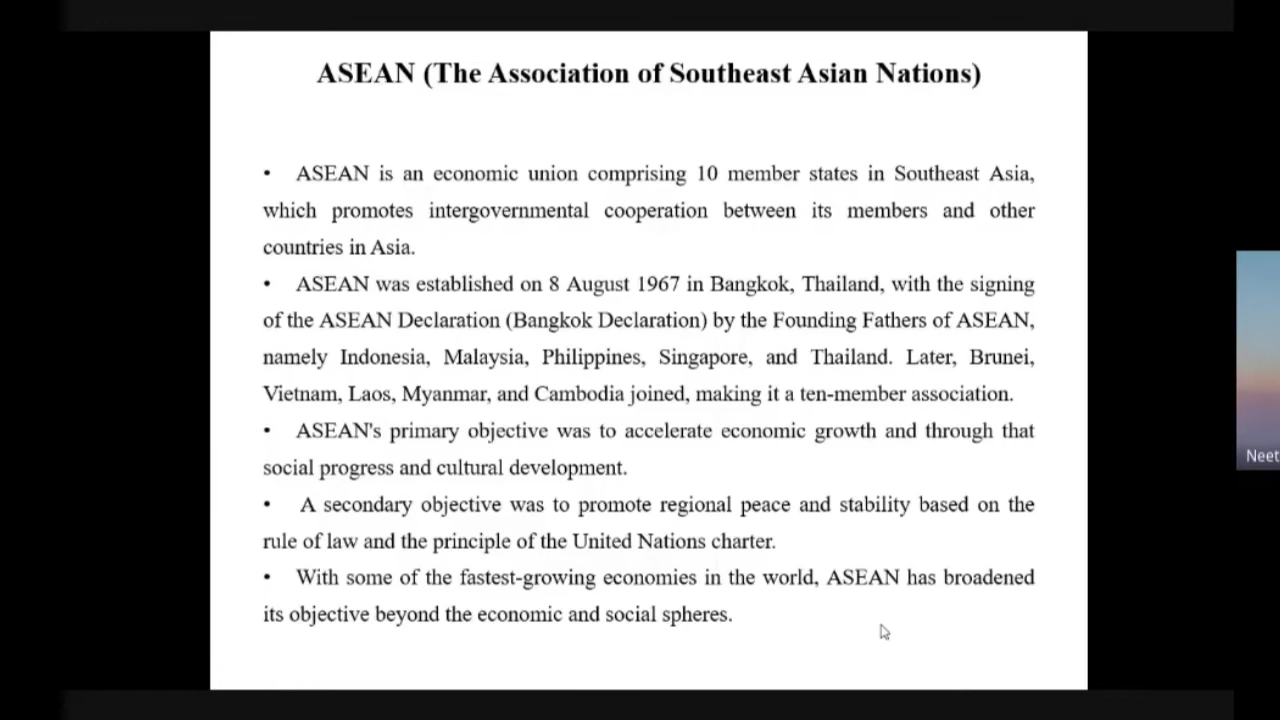 ASEAN (The Association of Southeast Asian Nations)
• ASEAN is an economic union comprising 10 member states in Southeast Asia,
which promotes intergovernmental cooperation between its members and other
countries in Asia.
• ASEAN was established on 8 August 1967 in Bangkok, Thailand, with the signing
of the ASEAN Declaration (Bangkok Declaration) by the Founding Fathers of ASEAN,
namely Indonesia, Malaysia, Philippines, Singapore, and Thailand. Later, Brunei,
Vietnam, Laos, Myanmar, and Cambodia joined, making it a ten-member association.
• ASEAN's primary objective was to accelerate economic growth and through that
social progress and cultural development.
• A secondary objective was to promote regional peace and stability based on the
rule of law and the principle of the United Nations charter.
• With some of the fastest-growing economies in the world, ASEAN has broadened
its objective beyond the economic and social spheres.
Neet